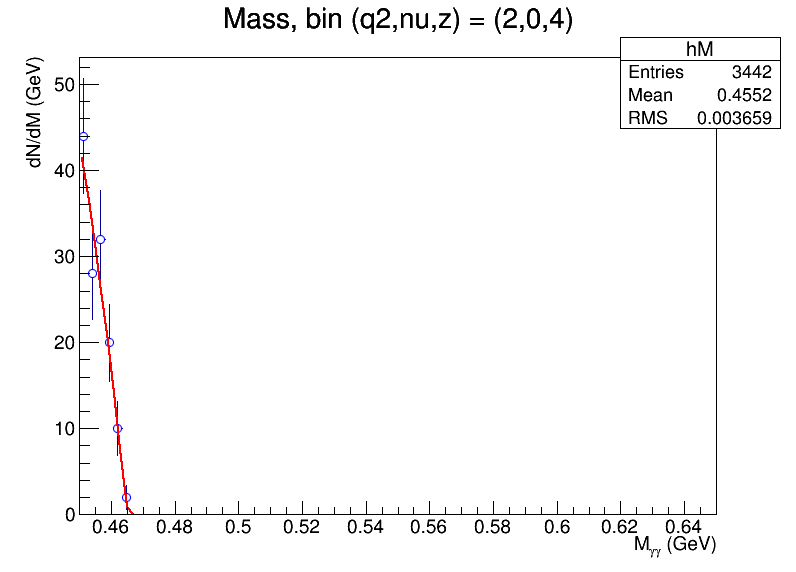 Mass, bin (q2,nu,z) = (2,0,4)
hM
Entries 3442
Mean 0.4552
RMS 0.003659
dN/dM (GeV)
50
40
30
20
10
0
0.46 0.48 0.5 0.52 0.54 0.56 0.58 0.6 0.62 0.64
Mγγ (GeV)